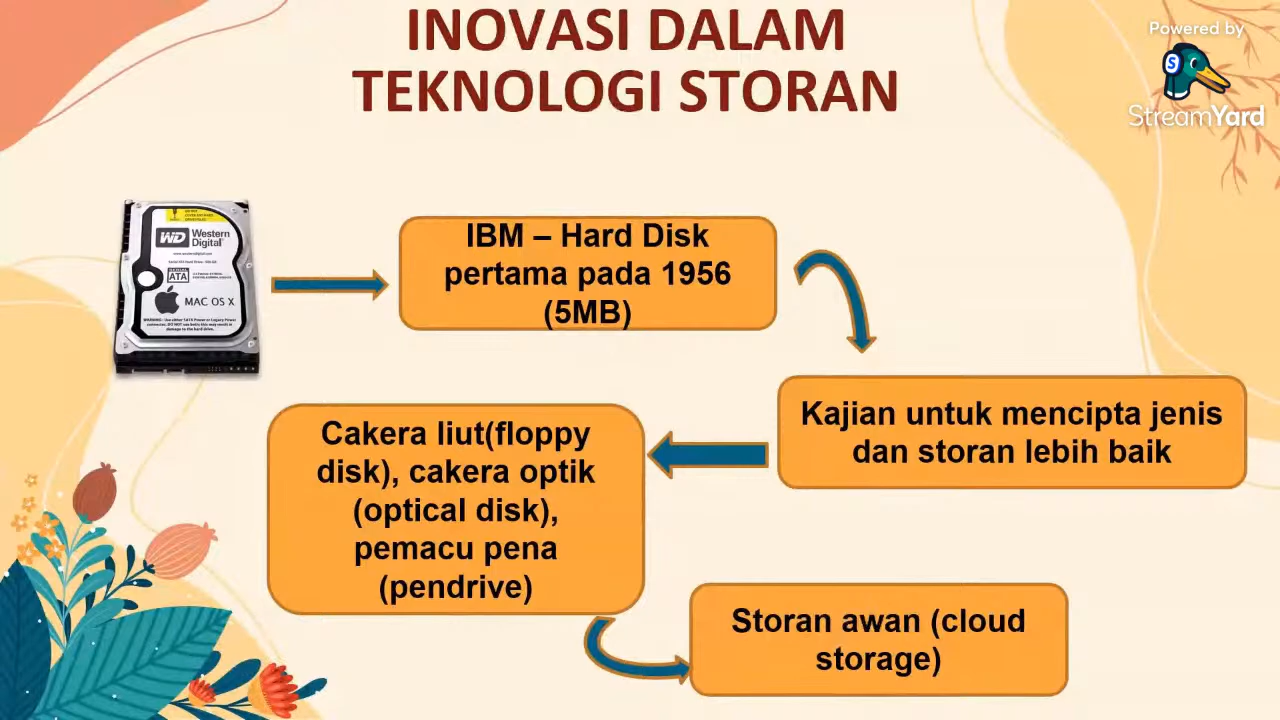 INOVASI DALAM
TEKNOLOGI STORAN
Powered by
StreamYard
WD Western
Digital
SERIAL
ATA
MAC OS X
IBM – Hard Disk
pertama pada 1956
(5MB)
Kajian untuk mencipta jenis
dan storan lebih baik
Cakera liut(floppy
disk), cakera optik
(optical disk),
pemacu pena
(pendrive)
Storan awan (cloud
storage)